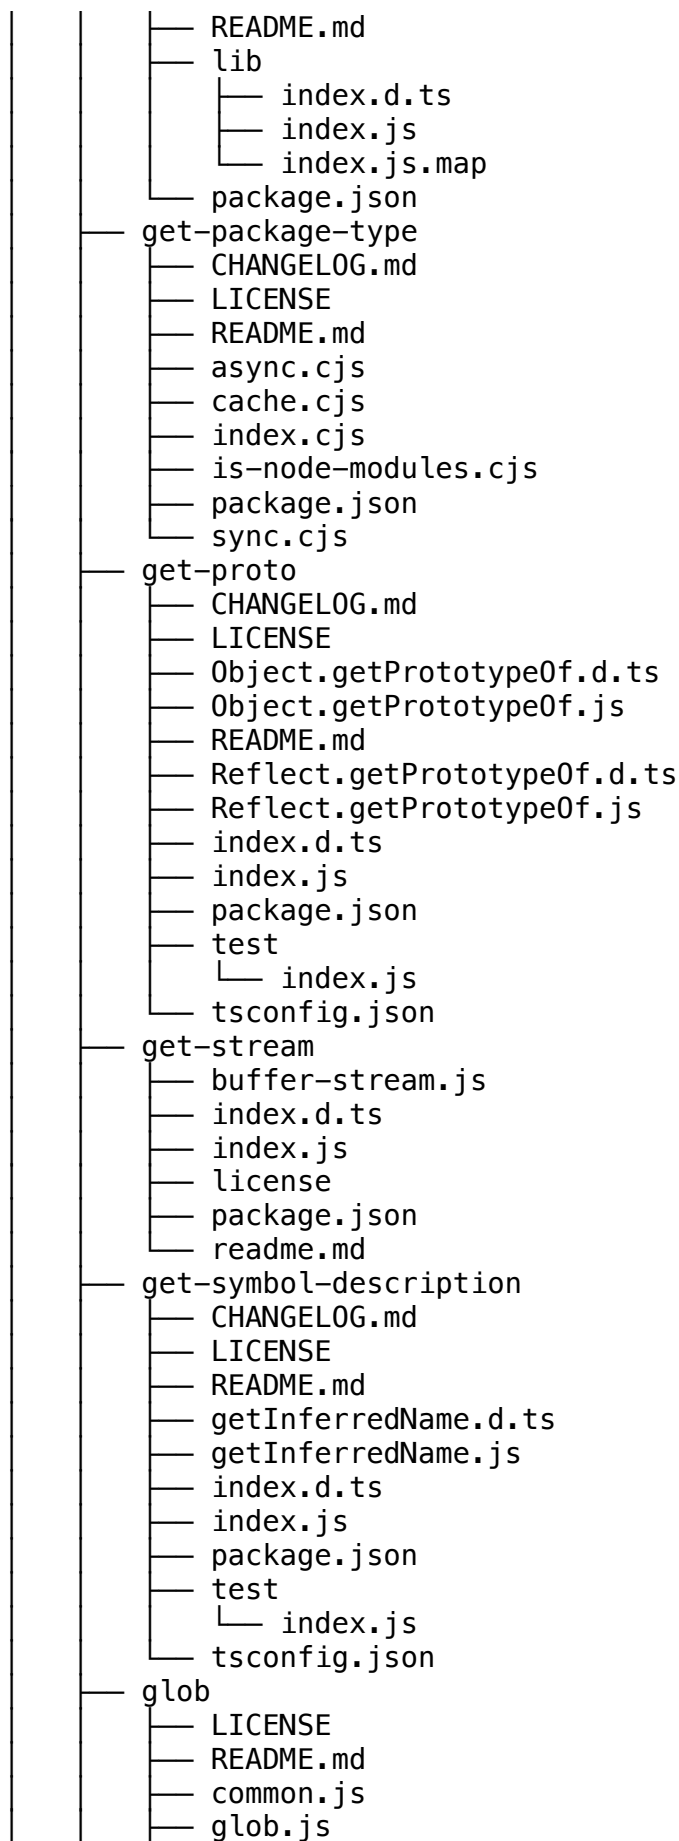 │   │   ├── README.md
│   │   ├── lib
│   │   │   ├── index.d.ts
│   │   │   ├── index.js
│   │   │   └── index.js.map
│   │   └── package.json
│   ├── get-package-type
│   │   ├── CHANGELOG.md
│   │   ├── LICENSE
│   │   ├── README.md
│   │   ├── async.cjs
│   │   ├── cache.cjs
│   │   ├── index.cjs
│   │   ├── is-node-modules.cjs
│   │   ├── package.json
│   │   └── sync.cjs
│   ├── get-proto
│   │   ├── CHANGELOG.md
│   │   ├── LICENSE
│   │   ├── Object.getPrototypeOf.d.ts
│   │   ├── Object.getPrototypeOf.js
│   │   ├── README.md
│   │   ├── Reflect.getPrototypeOf.d.ts
│   │   ├── Reflect.getPrototypeOf.js
│   │   ├── index.d.ts
│   │   ├── index.js
│   │   ├── package.json
│   │   ├── test
│   │   │   └── index.js
│   │   └── tsconfig.json
│   ├── get-stream
│   │   ├── buffer-stream.js
│   │   ├── index.d.ts
│   │   ├── index.js
│   │   ├── license
│   │   ├── package.json
│   │   └── readme.md
│   ├── get-symbol-description
│   │   ├── CHANGELOG.md
│   │   ├── LICENSE
│   │   ├── README.md
│   │   ├── getInferredName.d.ts
│   │   ├── getInferredName.js
│   │   ├── index.d.ts
│   │   ├── index.js
│   │   ├── package.json
│   │   ├── test
│   │   │   └── index.js
│   │   └── tsconfig.json
│   ├── glob
│   │   ├── LICENSE
│   │   ├── README.md
│   │   ├── common.js
│   │   ├── glob.js